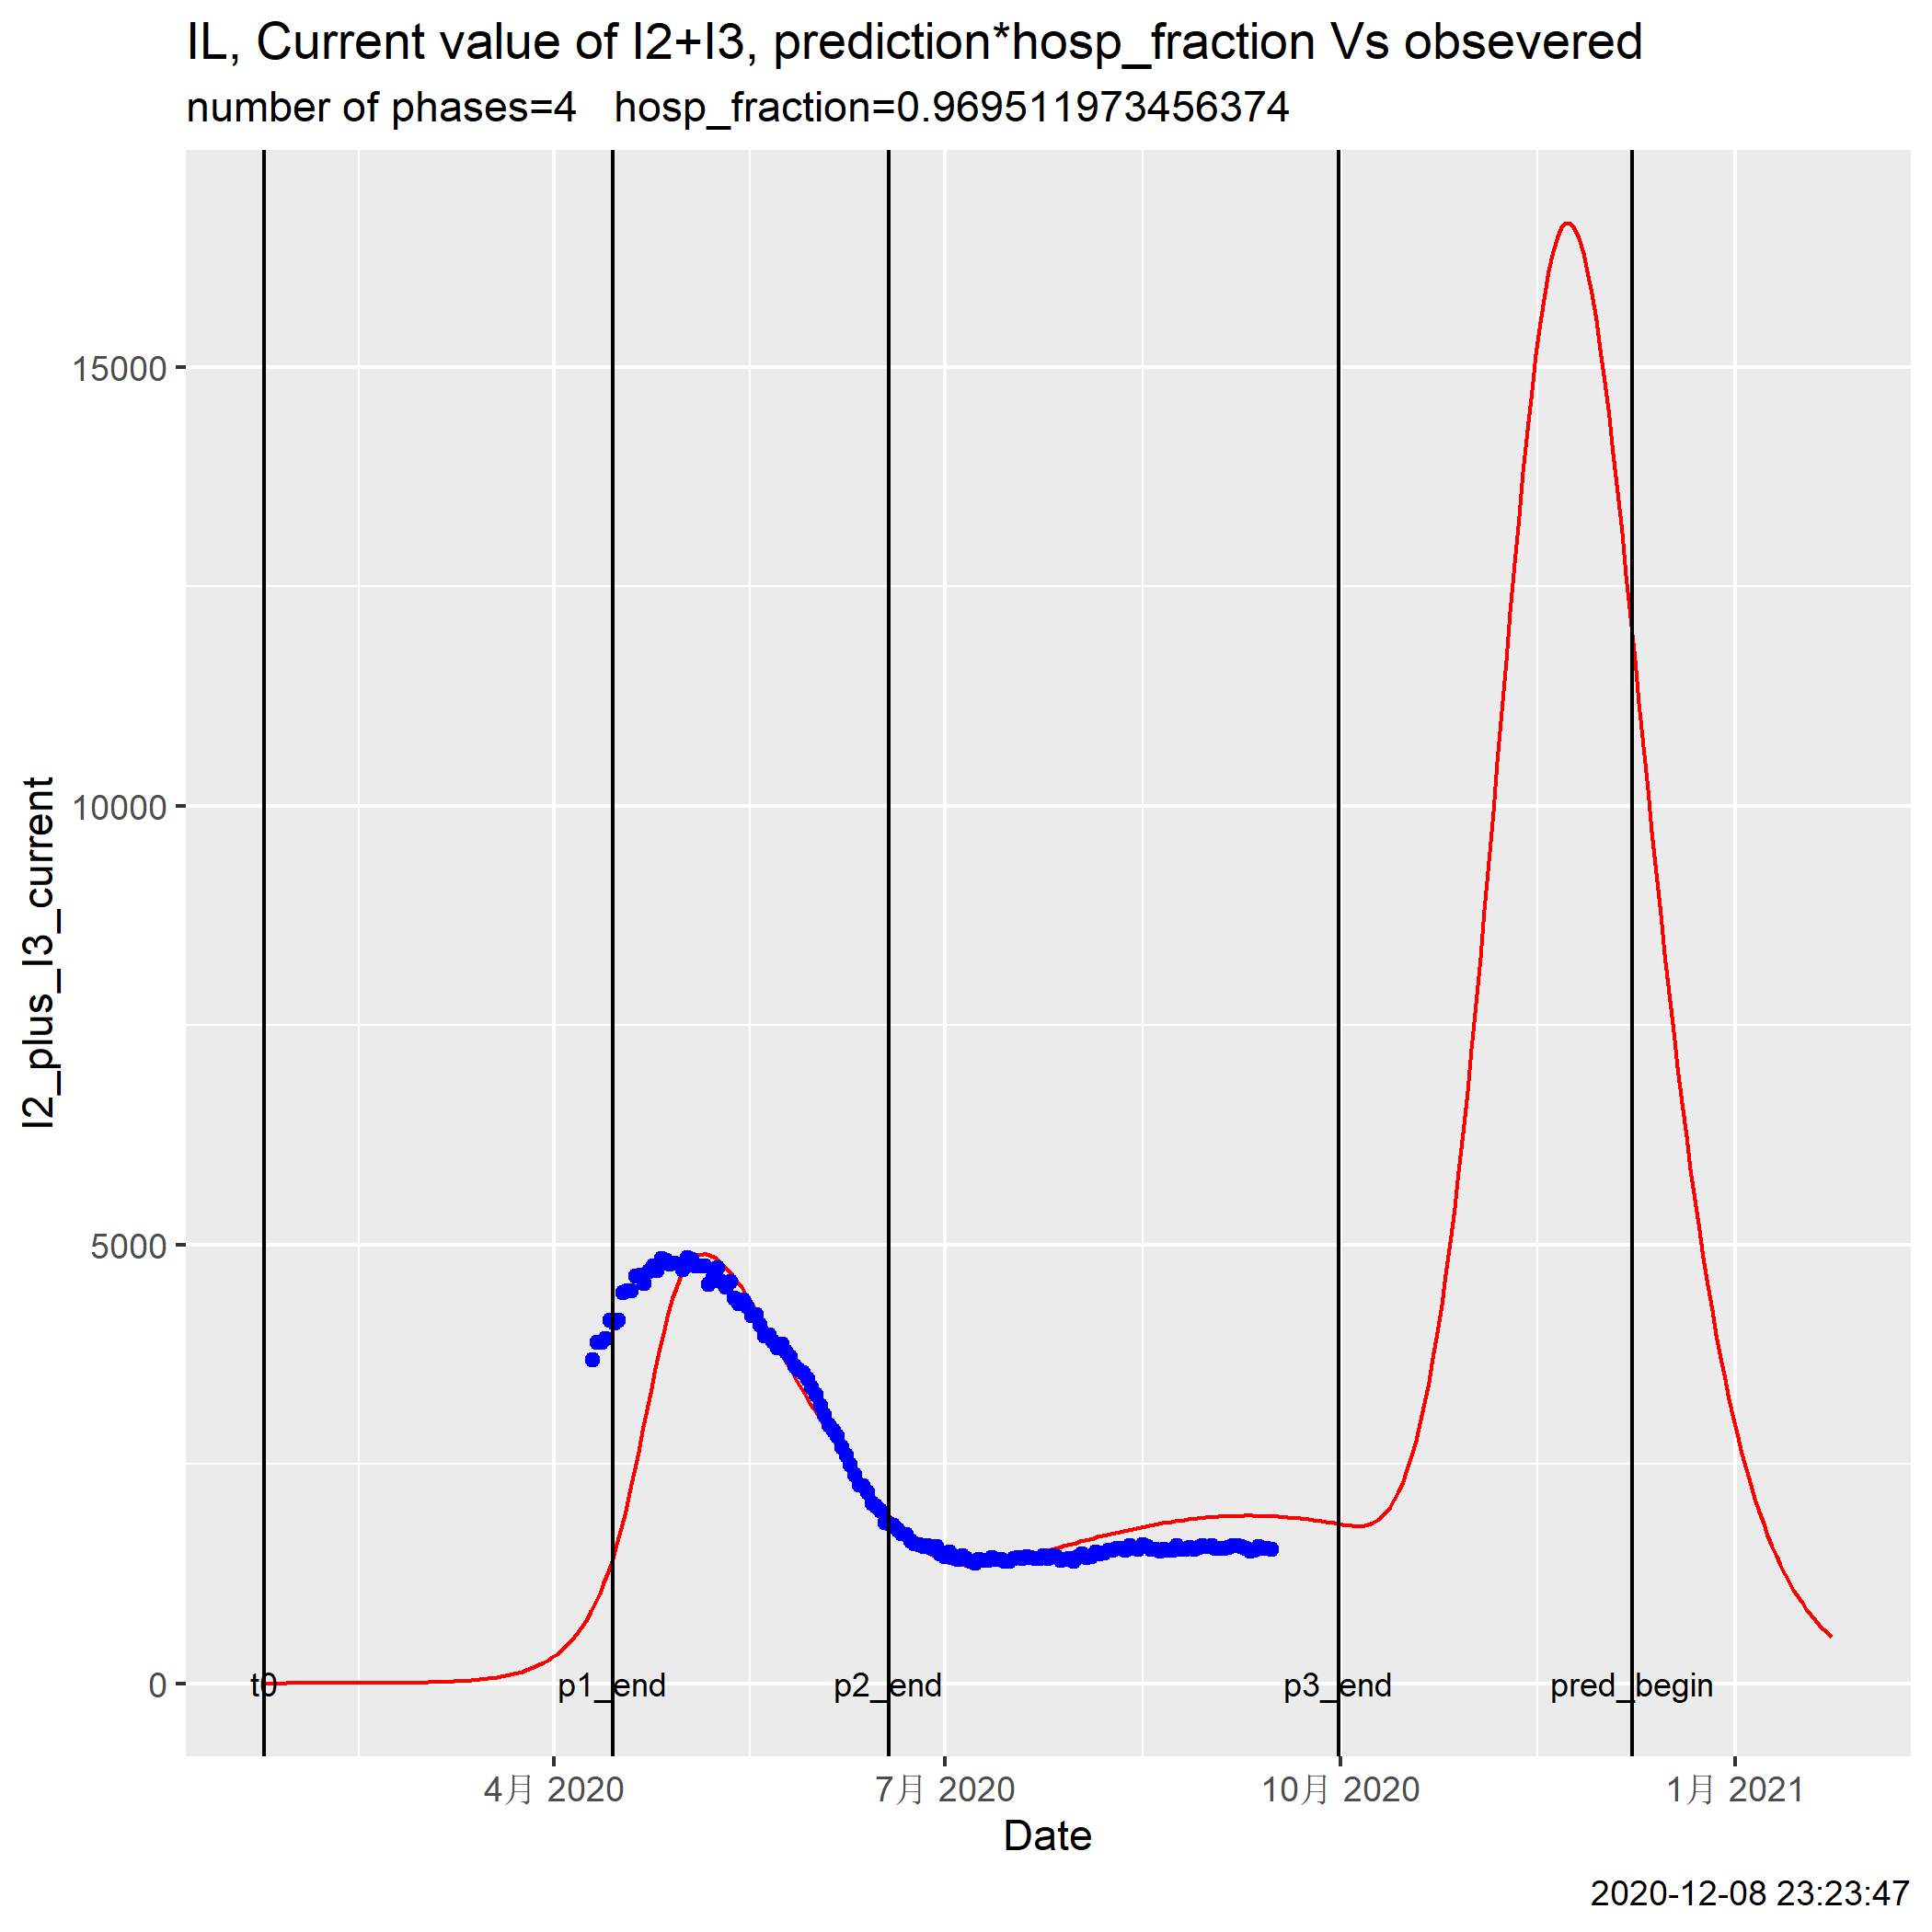 IL, Current value of I2+I3, prediction*hosp_fraction Vs obsevered
number of phases=4   hosp_fraction=0.969511973456374
I2_plus_I3_current
15000
10000
5000
0
t0
p1_end
p2_end
p3_end
pred_begin
4月 2020
7月 2020
10月 2020
1月 2021
Date
2020-12-08 23:23:47